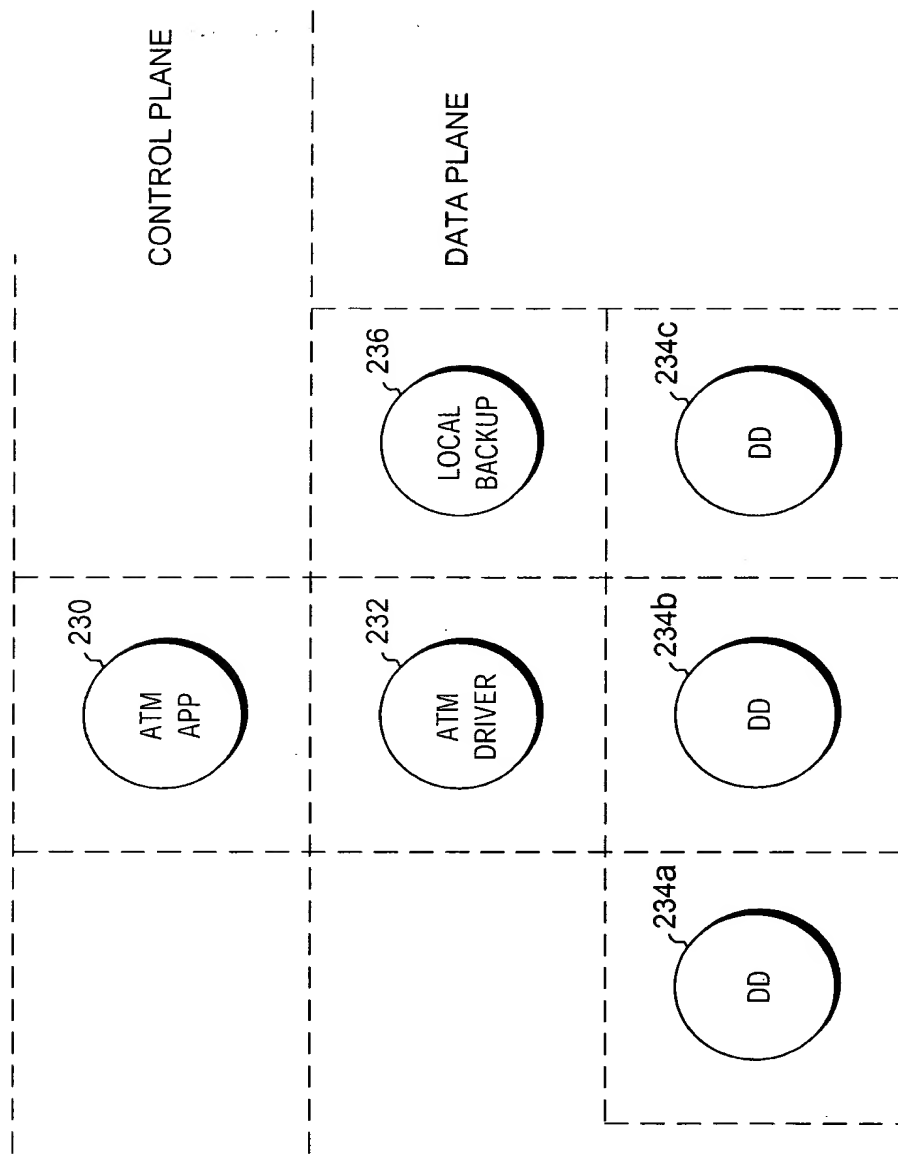 CONTROL PLANE
230
ATM
APP
DATA PLANE
232
ATM
DRIVER
236
LOCAL
BACKUP
234a
DD
234b
DD
234c
DD